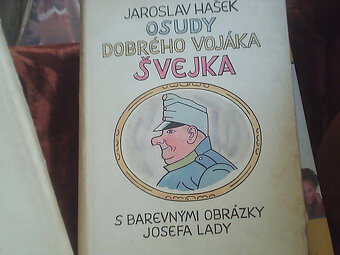 JAROSLAV HAŠEK
OSUDY
DOBRÉHO VOJÁKA
ŠVEJKA
S BAREVNÝMI OBRÁZKY
JOSEFA LADY